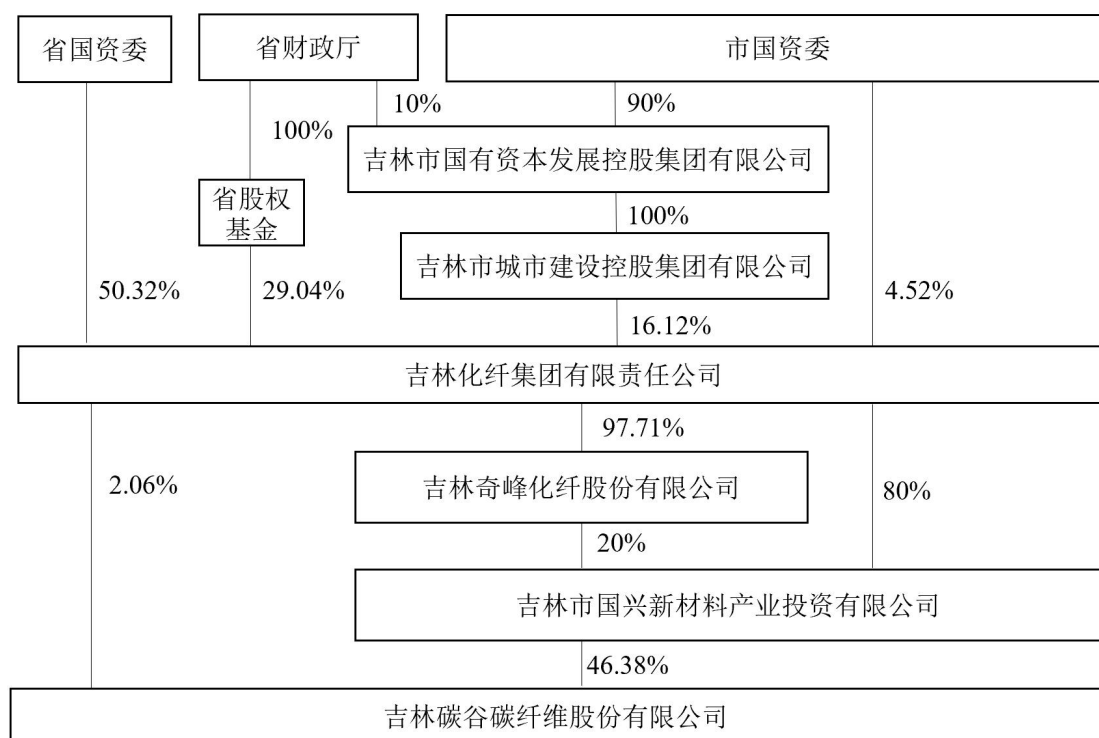 省国资委
省财政厅
市国资委
10%
90%
100%
吉林市国有资本发展控股集团有限公司
省股权
基金
100%
吉林市城市建设控股集团有限公司
50.32%
29.04%
4.52%
16.12%
吉林化纤集团有限责任公司
97.71%
2.06%
吉林奇峰化纤股份有限公司
80%
20%
吉林市国兴新材料产业投资有限公司
46.38%
吉林碳谷碳纤维股份有限公司